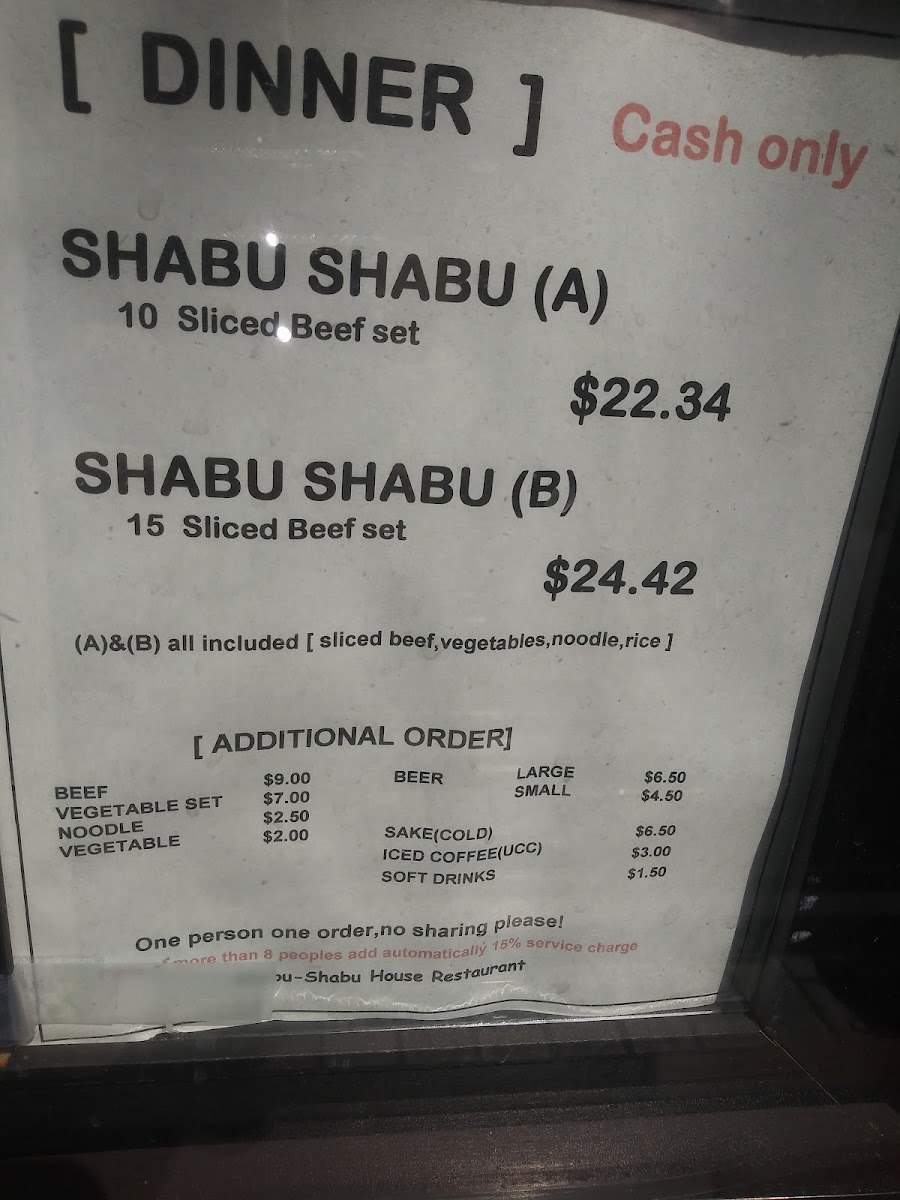 [ DINNER ] Cash only
SHABU SHABU (A)
10 Sliced Beef set
$22.34
SHABU SHABU (B)
15 Sliced Beef set
$24.42
(A)&(B) all included [ sliced beef,vegetables,noodle,rice ]
[ ADDITIONAL ORDER]
BEEF $9.00 BEER LARGE $6.50
VEGETABLE SET $7.00 SMALL $4.50
NOODLE $2.50
VEGETABLE $2.00 SAKE(COLD) $6.50
ICED COFFEE(UCC) $3.00
SOFT DRINKS $1.50
One person one order,no sharing please!
more than 8 peoples add automatically 15% service charge
-Shabu House Restaurant